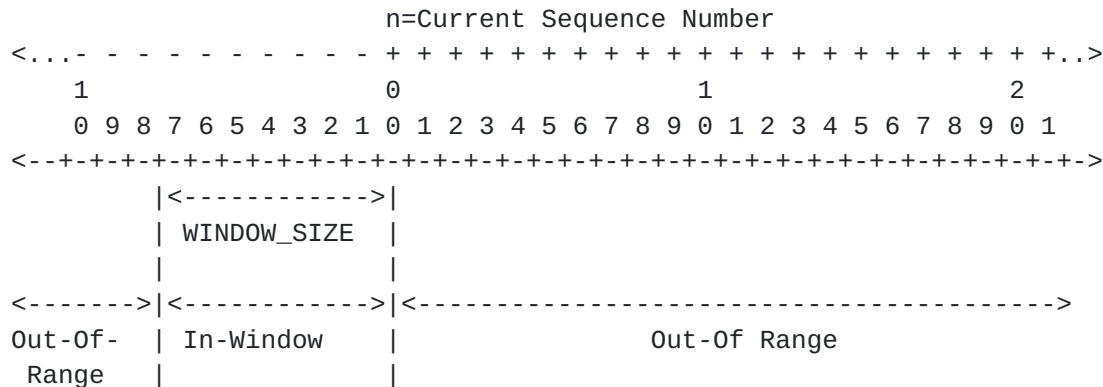 n=Current Sequence Number
<...- - - - - - - - - - + + + + + + + + + + + + + + + + + + + + + +..>
    1                   0                   1                   2
    0 9 8 7 6 5 4 3 2 1 0 1 2 3 4 5 6 7 8 9 0 1 2 3 4 5 6 7 8 9 0 1
<--+-+-+-+-+-+-+-+-+-+-+-+-+-+-+-+-+-+-+-+-+-+-+-+-+-+-+-+-+-+-+-+-+->
         |<------------>|
         | WINDOW_SIZE  |
         |              |
<------->|<------------>|<----------------------------------------->
Out-Of-  | In-Window    |                Out-Of Range
 Range   |              |